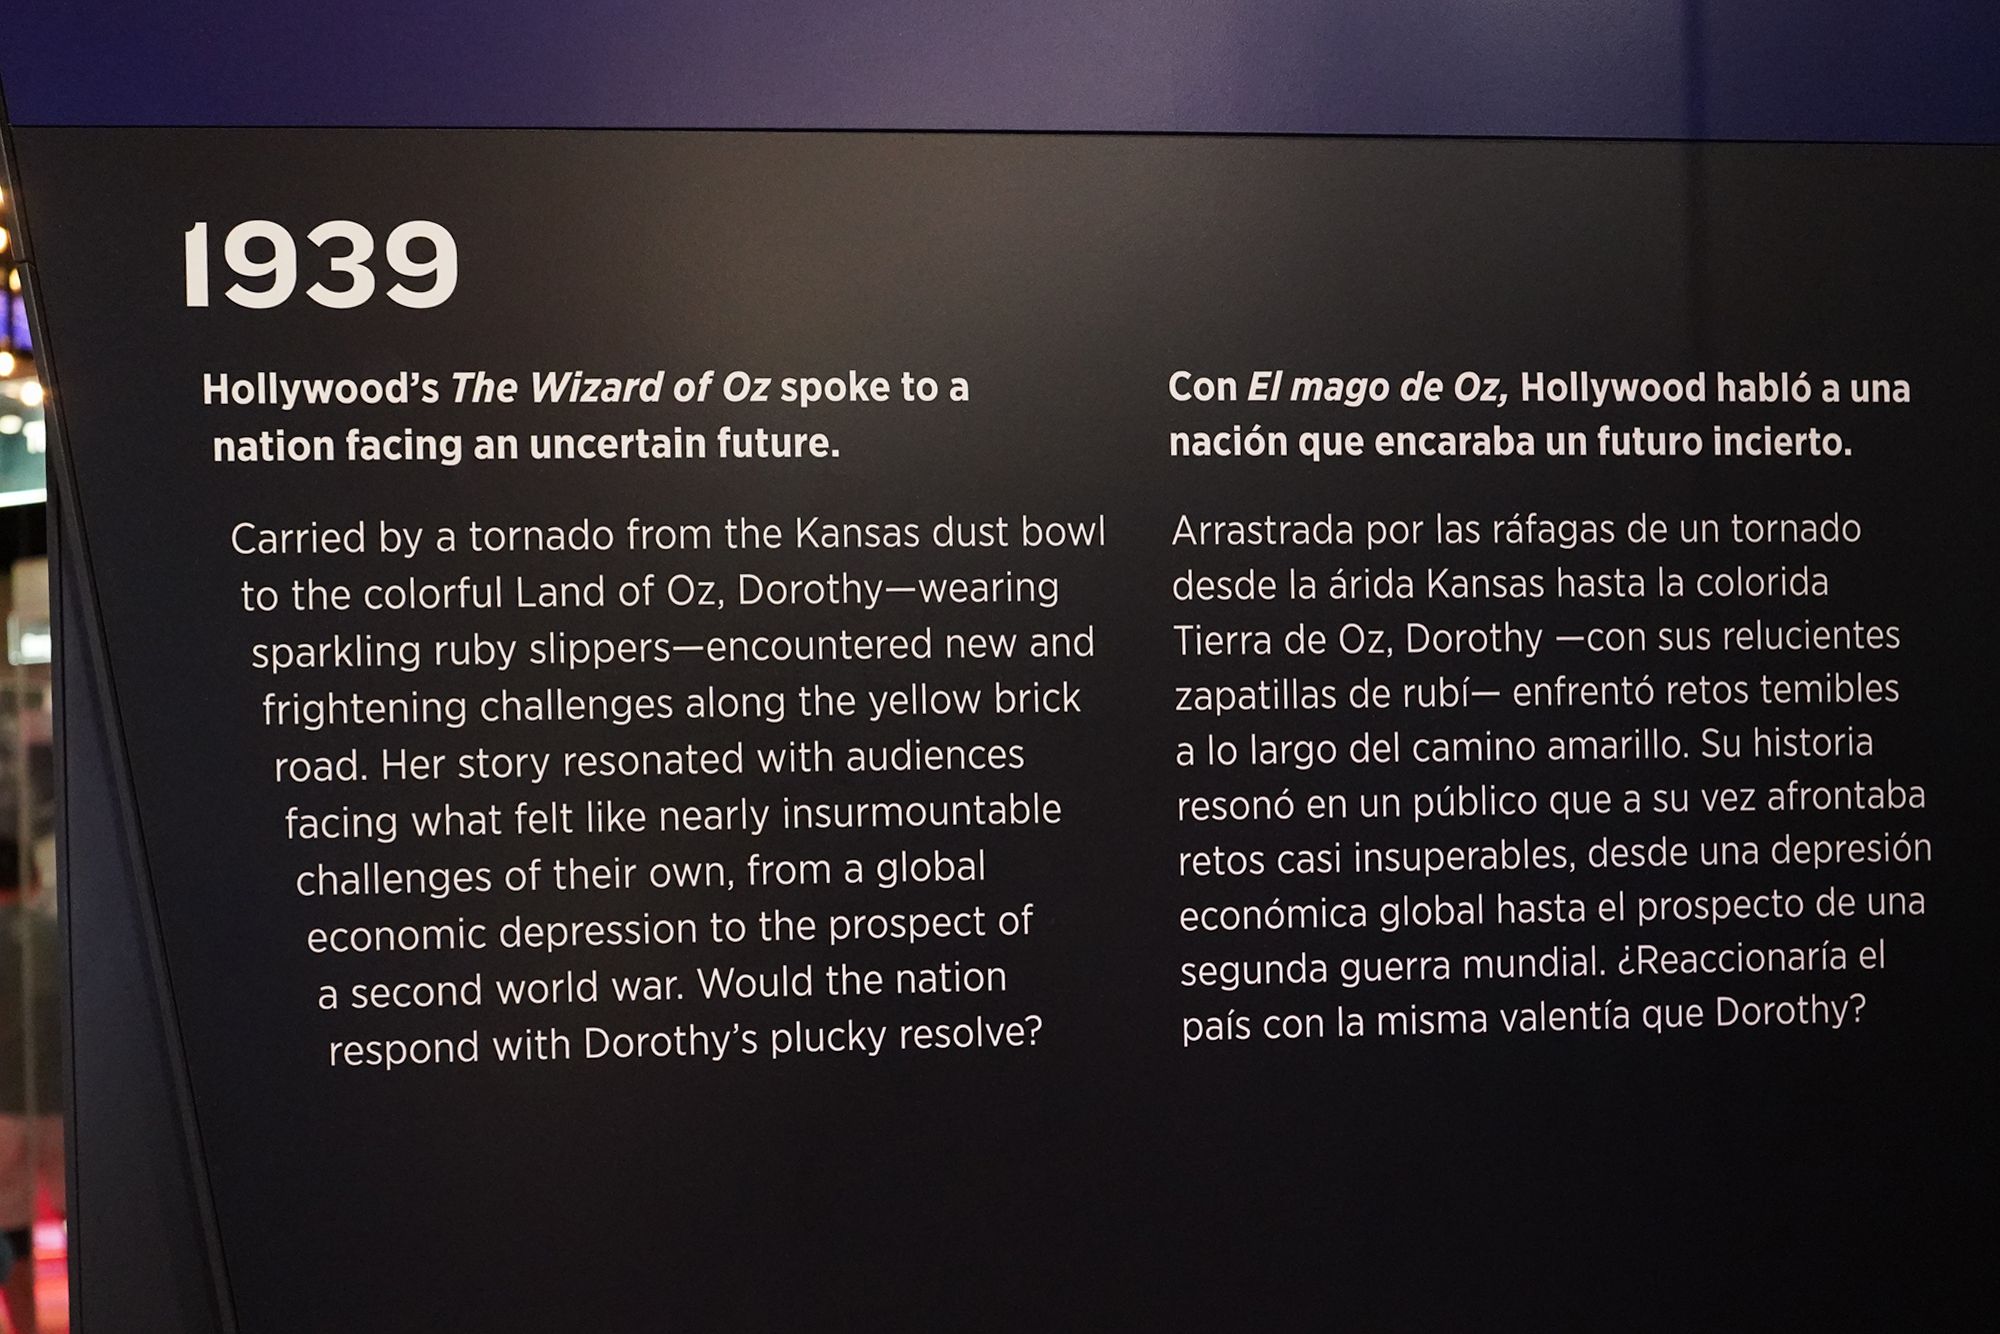 1939
Hollywood’s The Wizard of Oz spoke to a
nation facing an uncertain future.
Carried by a tornado from the Kansas dust bowl
to the colorful Land of Oz, Dorothy—wearing
sparkling ruby slippers—encountered new and
frightening challenges along the yellow brick
road. Her story resonated with audiences
facing what felt like nearly insurmountable
challenges of their own, from a global
economic depression to the prospect of
a second world war. Would the nation
respond with Dorothy’s plucky resolve?
Con El mago de Oz, Hollywood habló a una
nación que encaraba un futuro incierto.
Arrastrada por las ráfagas de un tornado
desde la árida Kansas hasta la colorida
Tierra de Oz, Dorothy —con sus relucientes
zapatillas de rubí— enfrentó retos temibles
a lo largo del camino amarillo. Su historia
resonó en un público que a su vez afrontaba
retos casi insuperables, desde una depresión
económica global hasta el prospecto de una
segunda guerra mundial. ¿Reaccionaría el
país con la misma valentía que Dorothy?